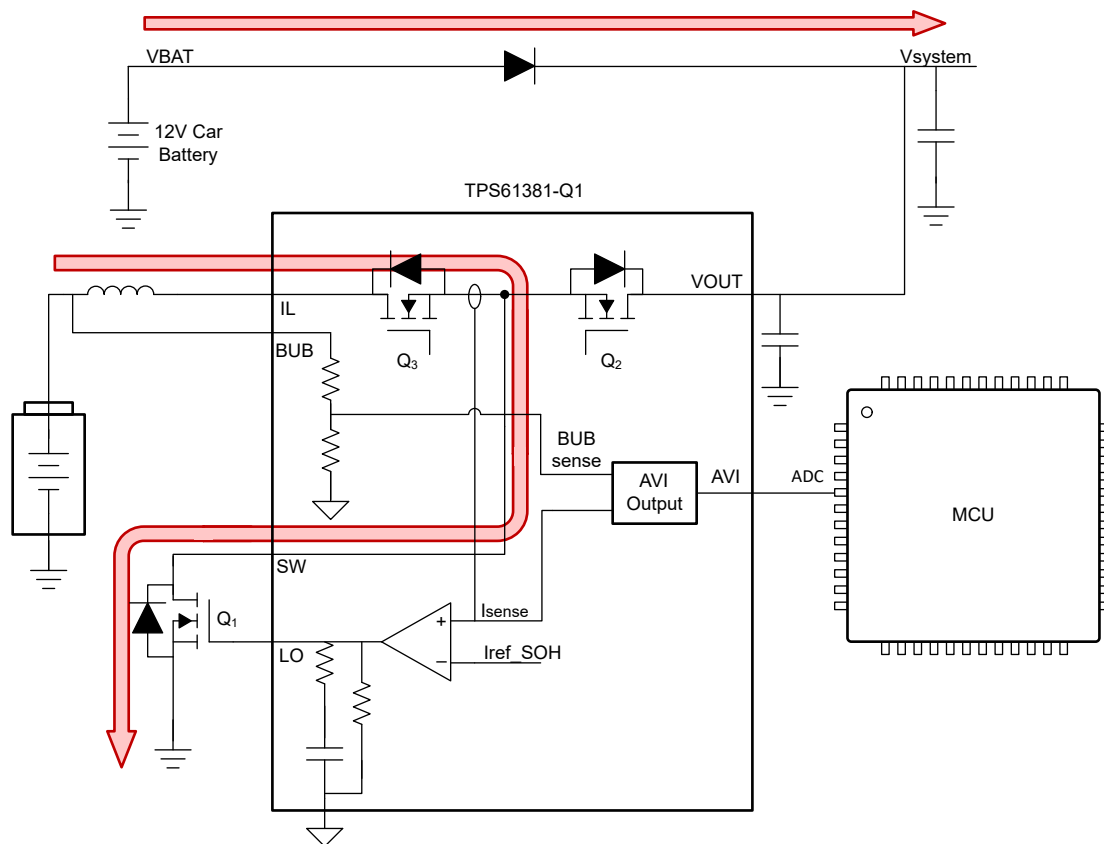 VBAT
Vsystem
12V Car
Battery
TPS61381-Q1
VOUT
IL
BUB
Q3
Q2
BUB
sense
AVI
Output
AVI
ADC
MCU
SW
Q1
Isense
LO
Iref_SOH